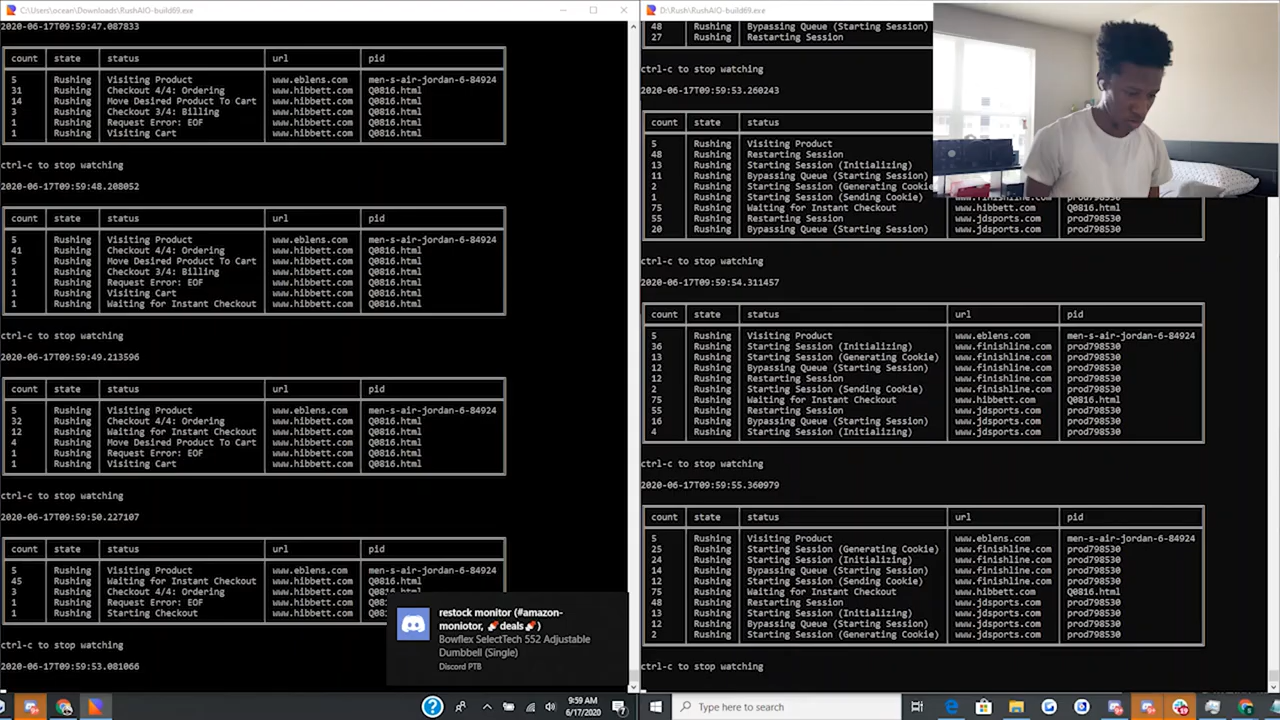 C:\Users\ocean\Downloads\RushAIO-build69.exe
2020-06-17T09:59:47.087833
count state status url pid
5 Rushing Visiting Product www.eblens.com men-s-air-jordan-6-84924
31 Rushing Checkout 4/4: Ordering www.hibbett.com Q0816.html
14 Rushing Move Desired Product To Cart www.hibbett.com Q0816.html
3 Rushing Checkout 3/4: Billing www.hibbett.com Q0816.html
1 Rushing Request Error: EOF www.hibbett.com Q0816.html
1 Rushing Visiting Cart www.hibbett.com Q0816.html
ctrl-c to stop watching
2020-06-17T09:59:48.208052
count state status url pid
5 Rushing Visiting Product www.eblens.com men-s-air-jordan-6-84924
41 Rushing Checkout 4/4: Ordering www.hibbett.com Q0816.html
5 Rushing Move Desired Product To Cart www.hibbett.com Q0816.html
1 Rushing Checkout 3/4: Billing www.hibbett.com Q0816.html
1 Rushing Request Error: EOF www.hibbett.com Q0816.html
1 Rushing Visiting Cart www.hibbett.com Q0816.html
1 Rushing Waiting for Instant Checkout www.hibbett.com Q0816.html
ctrl-c to stop watching
2020-06-17T09:59:49.213596
count state status url pid
5 Rushing Visiting Product www.eblens.com men-s-air-jordan-6-84924
32 Rushing Checkout 4/4: Ordering www.hibbett.com Q0816.html
12 Rushing Waiting for Instant Checkout www.hibbett.com Q0816.html
4 Rushing Move Desired Product To Cart www.hibbett.com Q0816.html
1 Rushing Request Error: EOF www.hibbett.com Q0816.html
1 Rushing Visiting Cart www.hibbett.com Q0816.html
ctrl-c to stop watching
2020-06-17T09:59:50.227107
count state status url pid
5 Rushing Visiting Product www.eblens.com men-s-air-jordan-6-84924
45 Rushing Waiting for Instant Checkout www.hibbett.com Q0816.html
3 Rushing Checkout 4/4: Ordering www.hibbett.com Q0816.html
1 Rushing Request Error: EOF www.hibbett.com
1 Rushing Starting Checkout www.hibbett.com
ctrl-c to stop watching
2020-06-17T09:59:53.081066
restock monitor (#amazon-
moniotor, deals)
Bowflex SelectTech 552 Adjustable
Dumbbell (Single)
Discord PTB
9:59 AM
6/17/2020
D:\Rush\RushAIO-build69.exe
48 Rushing Bypassing Queue (Starting Session)
27 Rushing Restarting Session
ctrl-c to stop watching
2020-06-17T09:59:53.260243
count state status
5 Rushing Visiting Product
48 Rushing Restarting Session
13 Rushing Starting Session (Initializing)
11 Rushing Bypassing Queue (Starting Session)
2 Rushing Starting Session (Generating Cookie)
1 Rushing Starting Session (Sending Cookie) www.finishline.com prod798530
75 Rushing Waiting for Instant Checkout www.hibbett.com Q0816.html
55 Rushing Restarting Session www.jdsports.com prod798530
20 Rushing Bypassing Queue (Starting Session) www.jdsports.com prod798530
ctrl-c to stop watching
2020-06-17T09:59:54.311457
count state status url pid
5 Rushing Visiting Product www.eblens.com men-s-air-jordan-6-84924
36 Rushing Starting Session (Initializing) www.finishline.com prod798530
13 Rushing Starting Session (Generating Cookie) www.finishline.com prod798530
12 Rushing Bypassing Queue (Starting Session) www.finishline.com prod798530
12 Rushing Restarting Session www.finishline.com prod798530
2 Rushing Starting Session (Sending Cookie) www.finishline.com prod798530
75 Rushing Waiting for Instant Checkout www.hibbett.com Q0816.html
55 Rushing Restarting Session www.jdsports.com prod798530
16 Rushing Bypassing Queue (Starting Session) www.jdsports.com prod798530
4 Rushing Starting Session (Initializing) www.jdsports.com prod798530
ctrl-c to stop watching
2020-06-17T09:59:55.360979
count state status url pid
5 Rushing Visiting Product www.eblens.com men-s-air-jordan-6-84924
25 Rushing Starting Session (Generating Cookie) www.finishline.com prod798530
24 Rushing Starting Session (Initializing) www.finishline.com prod798530
14 Rushing Bypassing Queue (Starting Session) www.finishline.com prod798530
12 Rushing Starting Session (Sending Cookie) www.finishline.com prod798530
75 Rushing Waiting for Instant Checkout www.hibbett.com Q0816.html
48 Rushing Restarting Session www.jdsports.com prod798530
13 Rushing Starting Session (Initializing) www.jdsports.com prod798530
12 Rushing Bypassing Queue (Starting Session) www.jdsports.com prod798530
2 Rushing Starting Session (Generating Cookie) www.jdsports.com prod798530
ctrl-c to stop watching
Type here to search